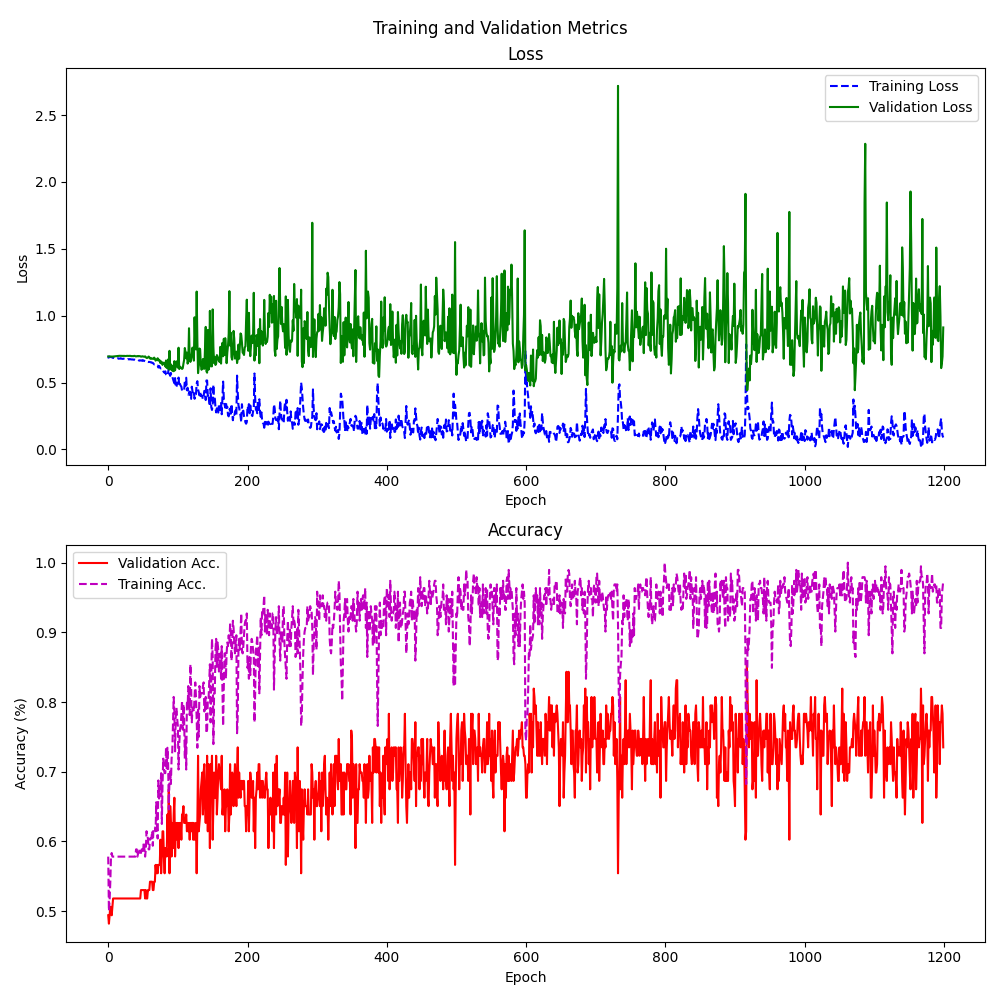 Training and Validation Metrics
Loss
Training Loss
Validation Loss
2.5
2.0
1.5
1.0
0.5
0.0
Loss
0 200 400 600 800 1000 1200
Epoch
Accuracy
Validation Acc.
Training Acc.
1.0
0.9
0.8
0.7
0.6
0.5
Accuracy (%)
0 200 400 600 800 1000 1200
Epoch